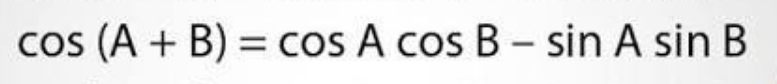 cos (A + B) = cos A cos B – sin A sin B